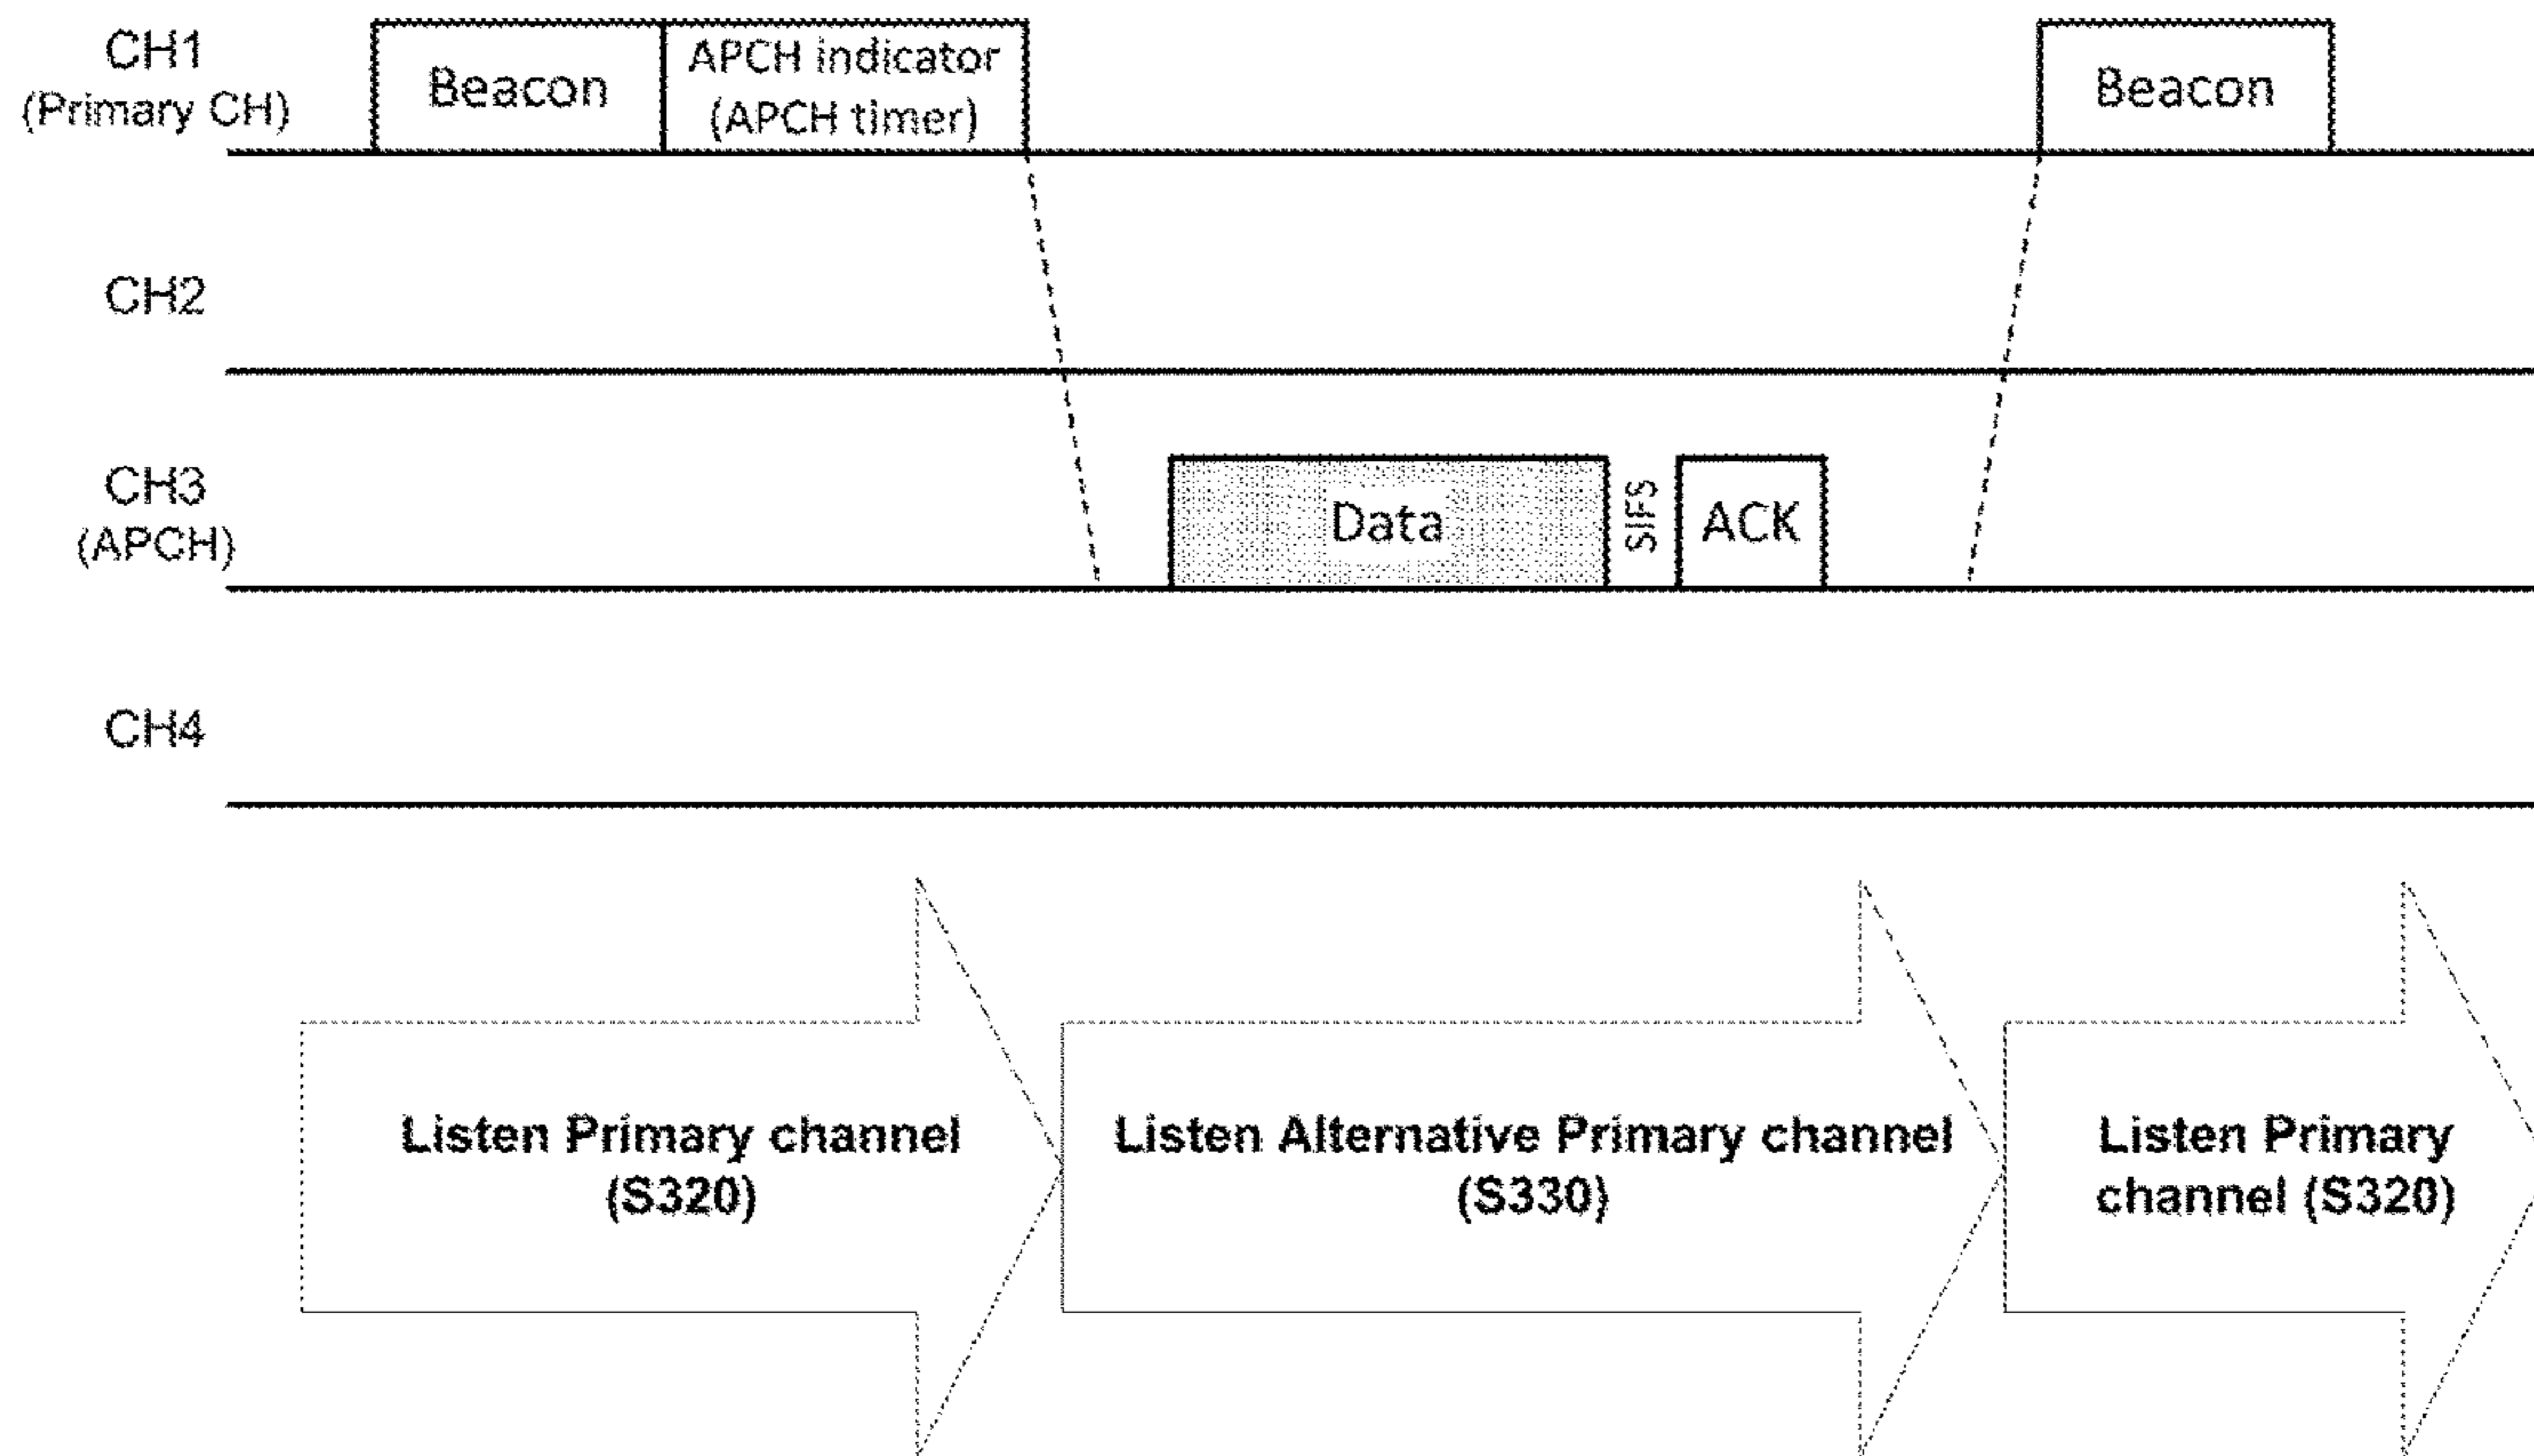 CH1
(Primary CH)
Beacon
APCH indicator
(APCH timer)
Beacon
CH2
CH3
(APCH)
Data
SIFS
ACK
CH4
Listen Primary channel
(S320)
Listen Alternative Primary channel
(S330)
Listen Primary
channel (S320)